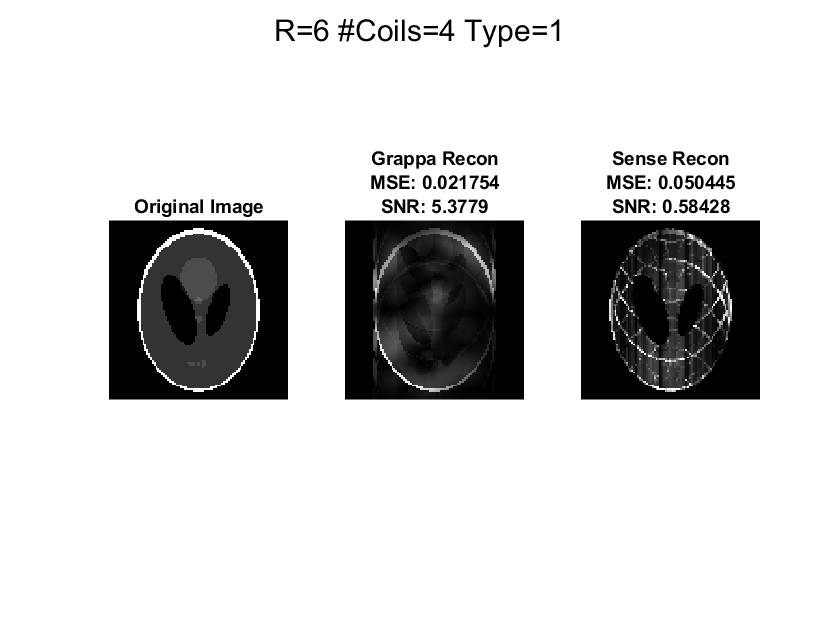 R=6 #Coils=4 Type=1
Original Image
Grappa Recon
MSE: 0.021754
SNR: 5.3779
Sense Recon
MSE: 0.050445
SNR: 0.58428